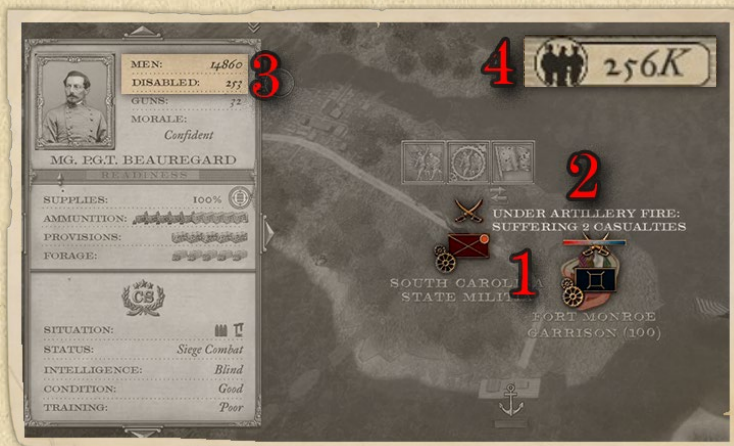 MEN: 14860
DISABLED: 253
GUNS: 32
MORALE:
Confident
MG. P.G.T. BEAUREGARD
READINESS
SUPPLIES: 100%
AMMUNITION:
PROVISIONS:
FORAGE:
CS
SITUATION:
STATUS: Siege Combat
INTELLIGENCE: Blind
CONDITION: Good
TRAINING: Poor
3
4
256K
2
UNDER ARTILLERY FIRE:
SUFFERING 2 CASUALTIES
1
SOUTH CAROLINA
STATE MILIT
FORT MONROE
GARRISON (100)